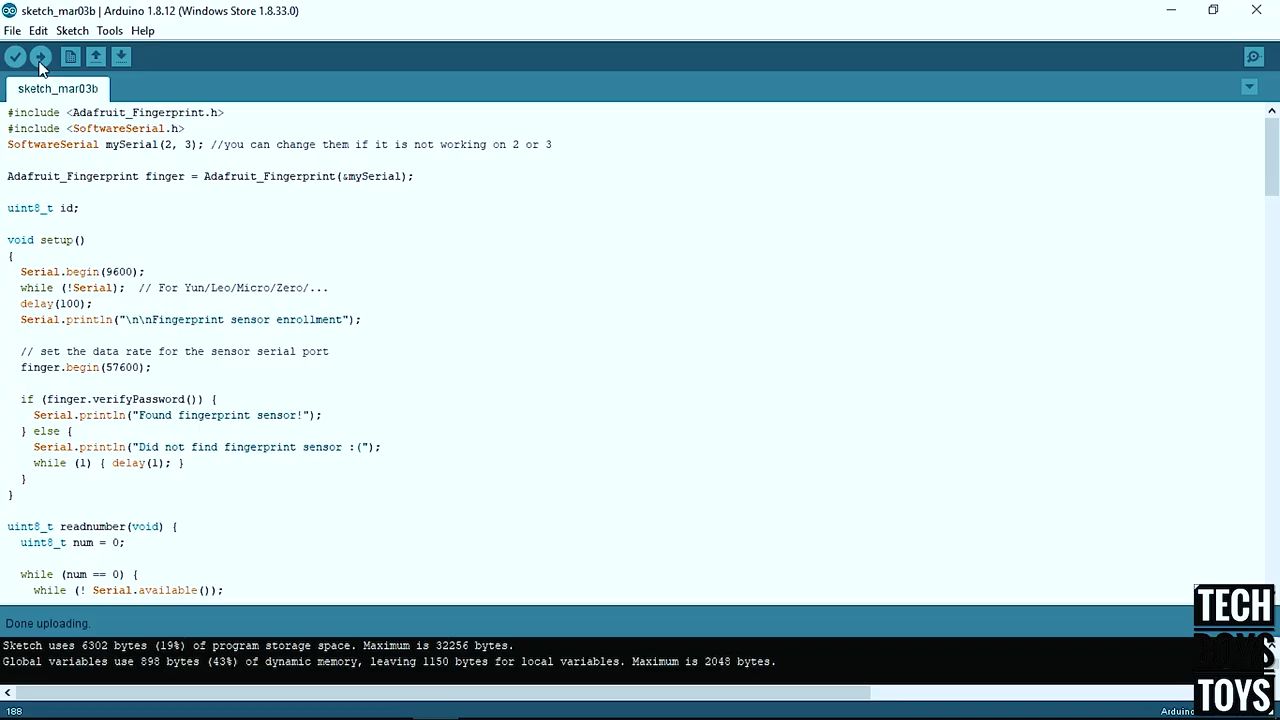 sketch_mar03b | Arduino 1.8.12 (Windows Store 1.8.33.0)
File Edit Sketch Tools Help
sketch_mar03b
#include <Adafruit_Fingerprint.h>
#include <SoftwareSerial.h>
SoftwareSerial mySerial(2, 3); //you can change them if it is not working on 2 or 3
Adafruit_Fingerprint finger = Adafruit_Fingerprint(&mySerial);
uint8_t id;
void setup()
{
Serial.begin(9600);
while (!Serial);  // For Yun/Leo/Micro/Zero/...
delay(100);
Serial.println("\n\nFingerprint sensor enrollment");
// set the data rate for the sensor serial port
finger.begin(57600);
if (finger.verifyPassword()) {
Serial.println("Found fingerprint sensor!");
} else {
Serial.println("Did not find fingerprint sensor :(");
while (1) { delay(1); }
}
}
uint8_t readnumber(void) {
uint8_t num = 0;
while (num == 0) {
while (! Serial.available());
Done uploading.
Sketch uses 6302 bytes (19%) of program storage space. Maximum is 32256 bytes.
Global variables use 898 bytes (43%) of dynamic memory, leaving 1150 bytes for local variables. Maximum is 2048 bytes.
188
TECH
TOYS